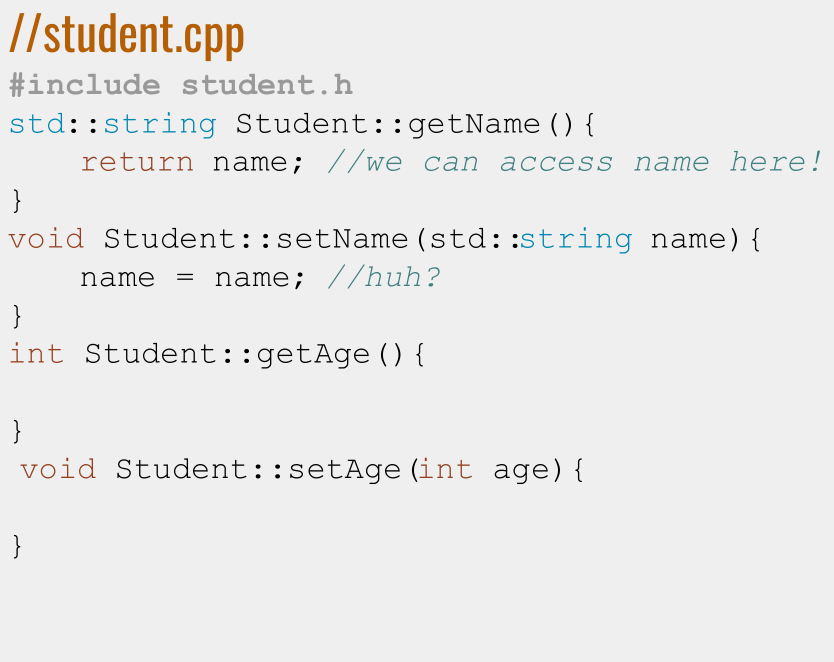 //student.cpp
#include student.h
std::string Student::getName(){
    return name; //we can access name here!
}
void Student::setName(std::string name){
    name = name; //huh?
}
int Student::getAge(){

}
void Student::setAge(int age){

}